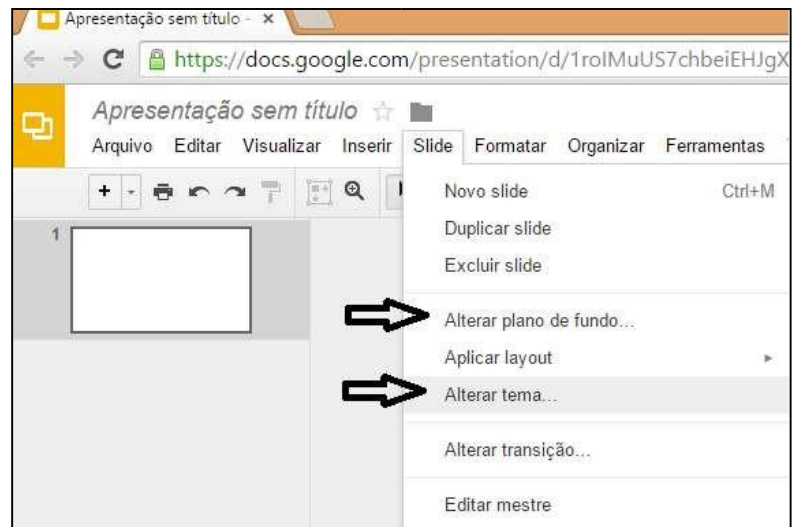 Apresentação sem título - ×
https://docs.google.com/presentation/d/1roIMuUS7chbeiEHJgX
Apresentação sem título
Arquivo Editar Visualizar Inserir Slide Formatar Organizar Ferramentas
Novo slide Ctrl+M
Duplicar slide
Excluir slide
1
Alterar plano de fundo...
Aplicar layout
Alterar tema...
Alterar transição...
Editar mestre